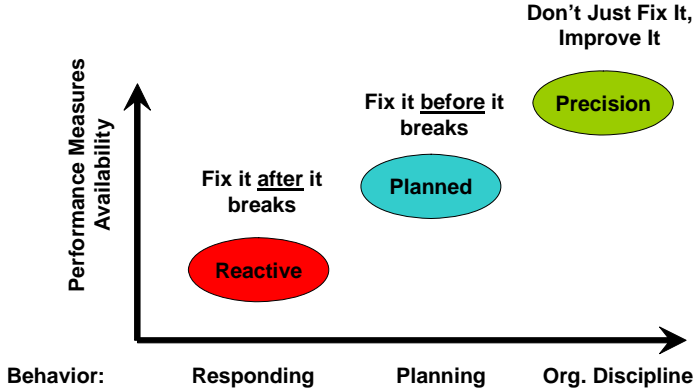 Don't Just Fix It,
Improve It
Precision
Fix it before it
breaks
Planned
Fix it after it
breaks
Reactive
Performance Measures
Availability
Behavior: Responding Planning Org. Discipline